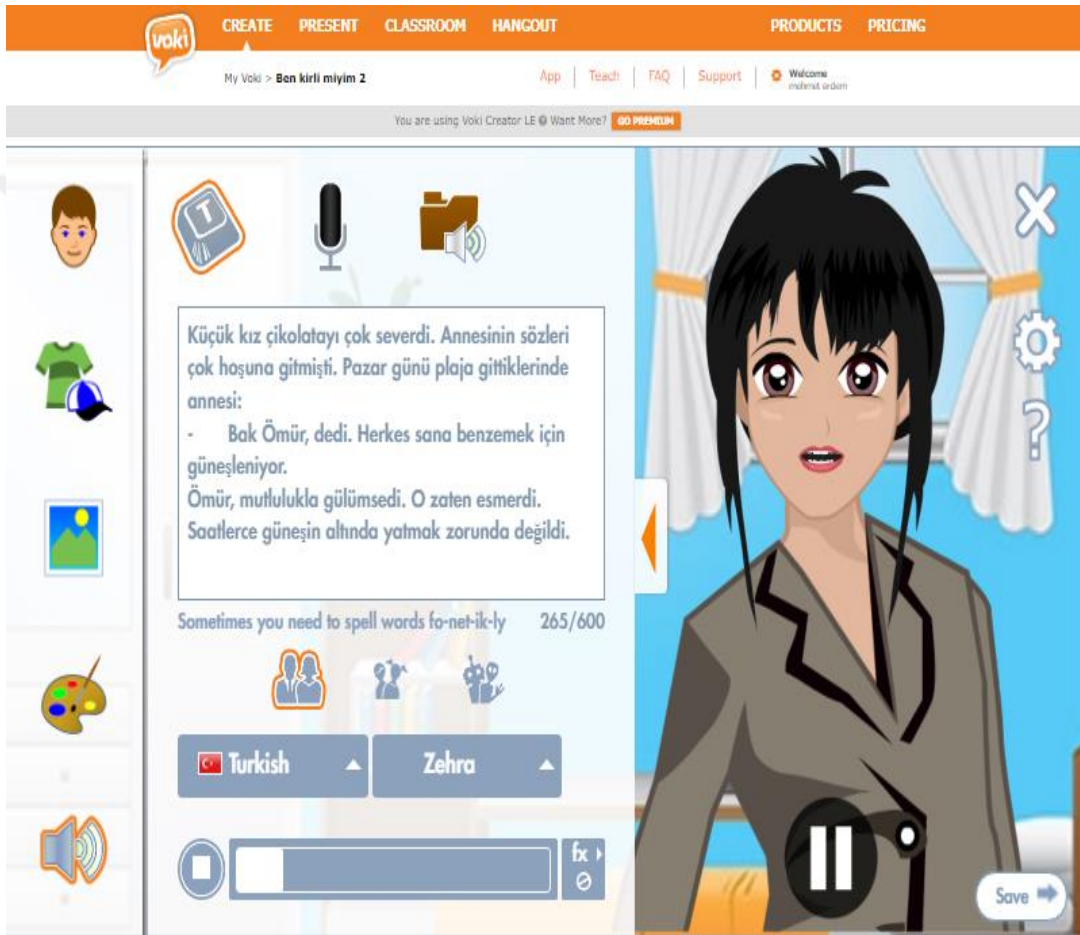 voki
CREATE PRESENT CLASSROOM HANGOUT PRODUCTS PRICING
My Voki > Ben kirli miyim 2 App Teach FAQ Support Welcome
mehmet erdem
You are using Voki Creator LE Want More? GO PREMIUM
T
Küçük kız çikolatayı çok severdi. Annesinin sözleri
çok hoşuna gitmişti. Pazar günü plaja gittiklerinde
annesi:
- Bak Ömür, dedi. Herkes sana benzemek için
güneşleniyor.
Ömür, mutlulukla gülümsedi. O zaten esmerdi.
Saatlerce güneşin altında yatmak zorunda değildi.
Sometimes you need to spell words fo-net-ik-ly 265/600
Turkish Zehra
fx
?
Save